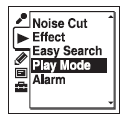 Noise Cut
Effect
Easy Search
Play Mode
Alarm